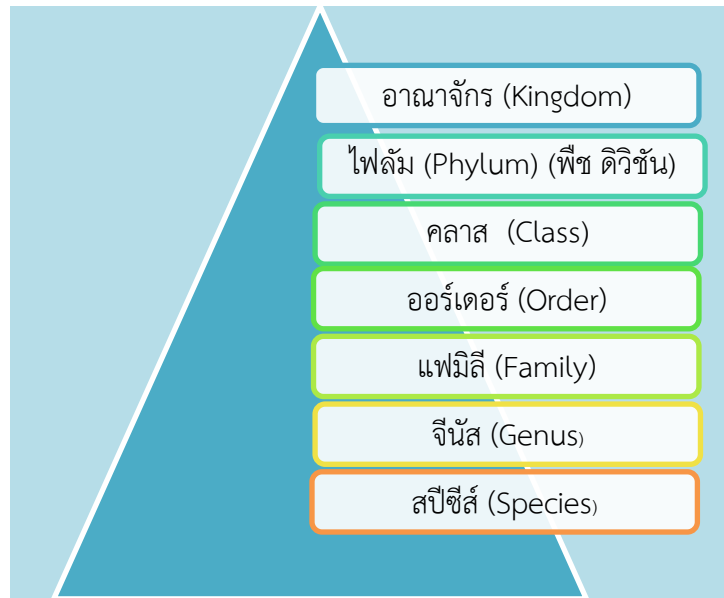 อาณาจักร (Kingdom)
ไฟลัม (Phylum) (พืช ดิวิชัน)
คลาส (Class)
ออร์เดอร์ (Order)
แฟมิลี (Family)
จีนัส (Genus)
สปีชีส์ (Species)